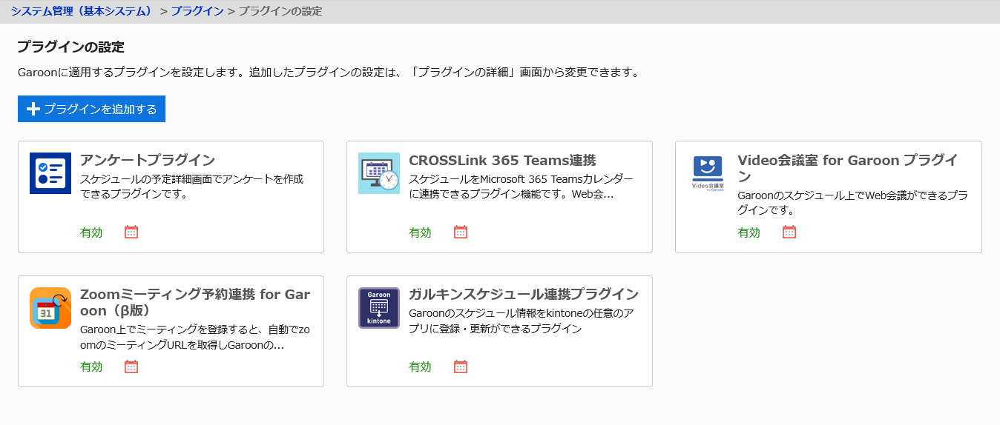 システム管理（基本システム） > プラグイン > プラグインの設定
プラグインの設定
Garoonに適用するプラグインを設定します。追加したプラグインの設定は、「プラグインの詳細」画面から変更できます。
プラグインを追加する
アンケートプラグイン
スケジュールの予定詳細画面でアンケートを作成
できるプラグインです。
有効
CROSSLink 365 Teams連携
スケジュールをMicrosoft 365 Teamsカレンダー
に連携できるプラグイン機能です。Web会...
有効
Video会議室
for Garoon
Video会議室 for Garoon プラグイ
ン
Garoonのスケジュール上でWeb会議ができるプラ
グインです。
有効
31
Zoomミーティング予約連携 for Gar
oon（β版）
Garoon上でミーティングを登録すると、自動でzo
omのミーティングURLを取得しGaroonの...
有効
Garoon
kintone
ガルキンスケジュール連携プラグイン
Garoonのスケジュール情報をkintoneの任意のア
プリに登録・更新ができるプラグイン
有効